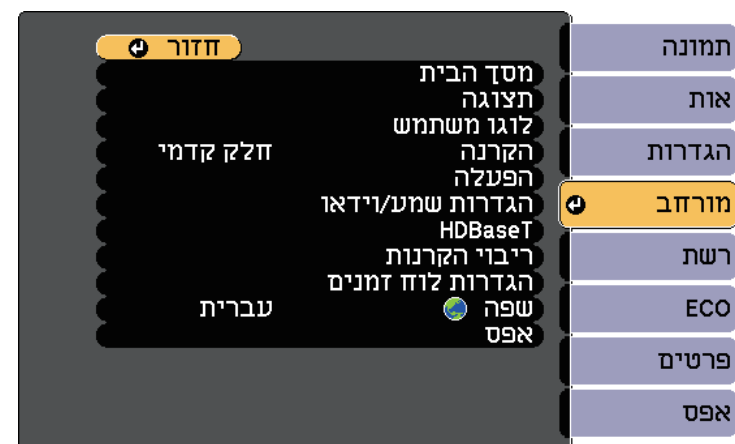 תמונה
אות
הגדרות
מורחב
רשת
ECO
פרטים
אפס
חזור
מסך הבית
תצוגה
לוגו משתמש
הקרנה חלק קדמי
הפעלה
הגדרות שמע/וידאו
HDBaseT
ריבוי הקרנות
הגדרות לוח זמנים
שפה עברית
אפס